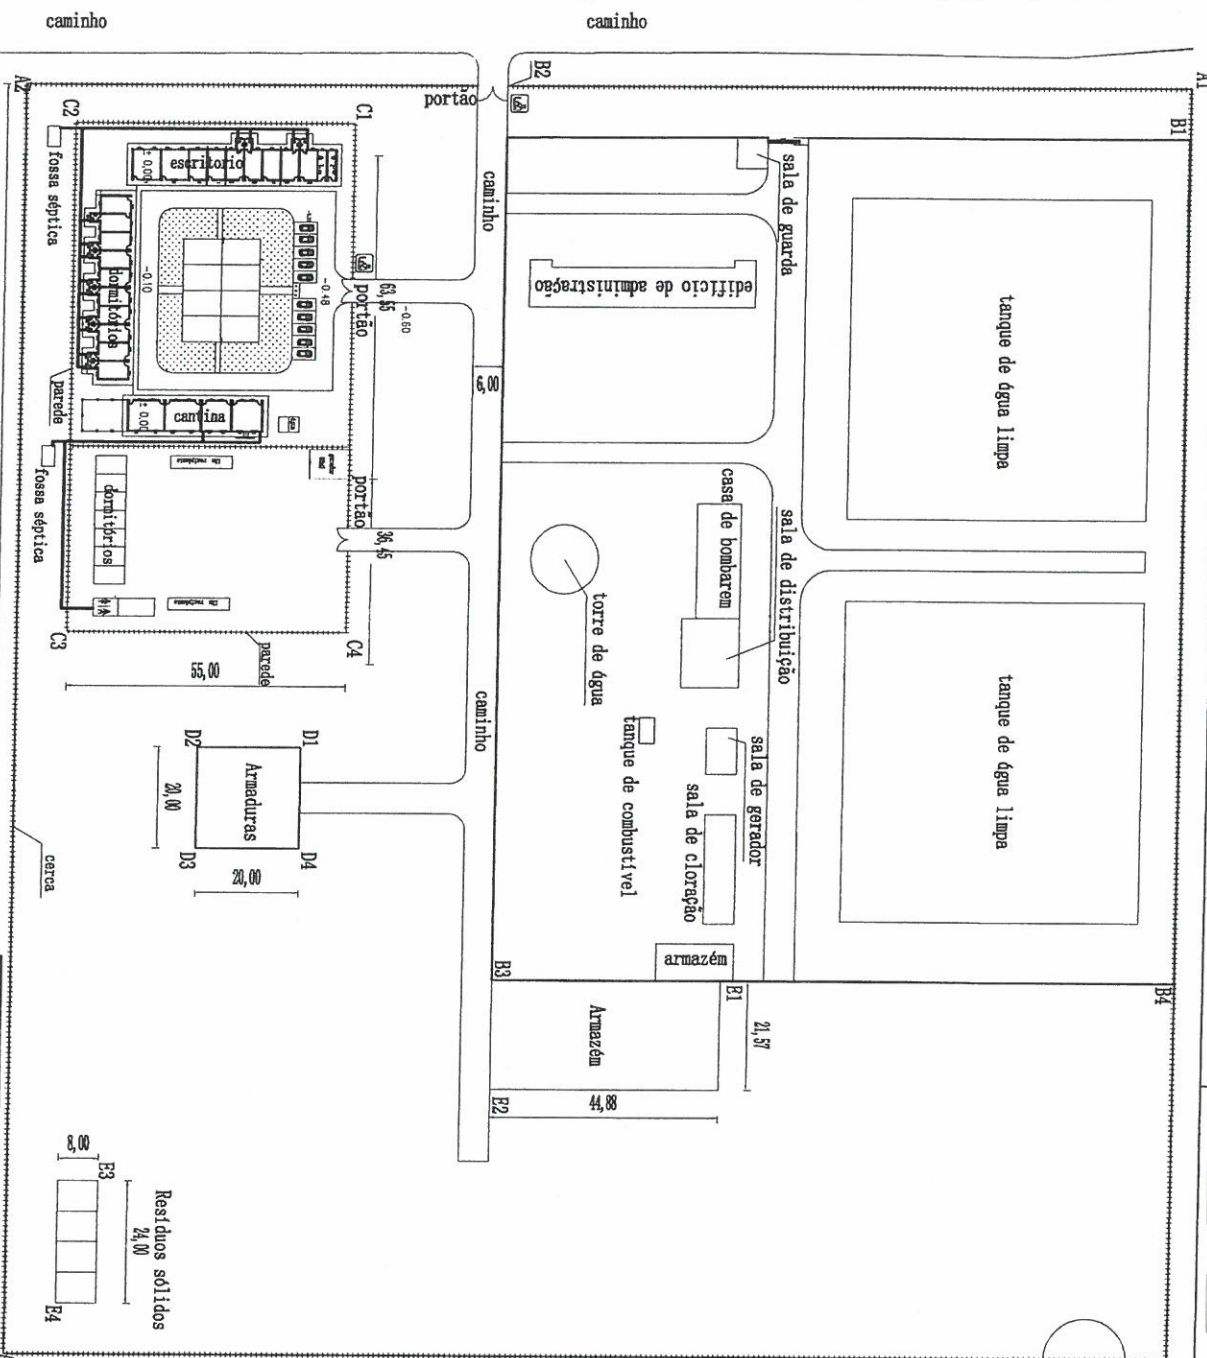 caminho
caminho
A1
A2
B1
B2
portão
C1
C2
fossa séptica
escritorio
± 0,00
caminho
sala de guarda
edifício de administração
tanque de água limpa
dormitórios
-0.10
-0.48
-0.60
63,55
portão
6,00
parede
cantina
± 0,00
fossa séptica
dormitórios
portão
36,45
casa de bombarem
sala de distribuição
torre de água
C3
C4
parede
55,00
caminho
tanque de combustível
sala de gerador
sala de cloração
tanque de água limpa
D1
D2
Armaduras
20,00
D3
D4
20,00
cerca
armazém
B3
B4
E1
21,57
Armazém
44,88
E2
8,00
E3
Resíduos sólidos
24,00
E4